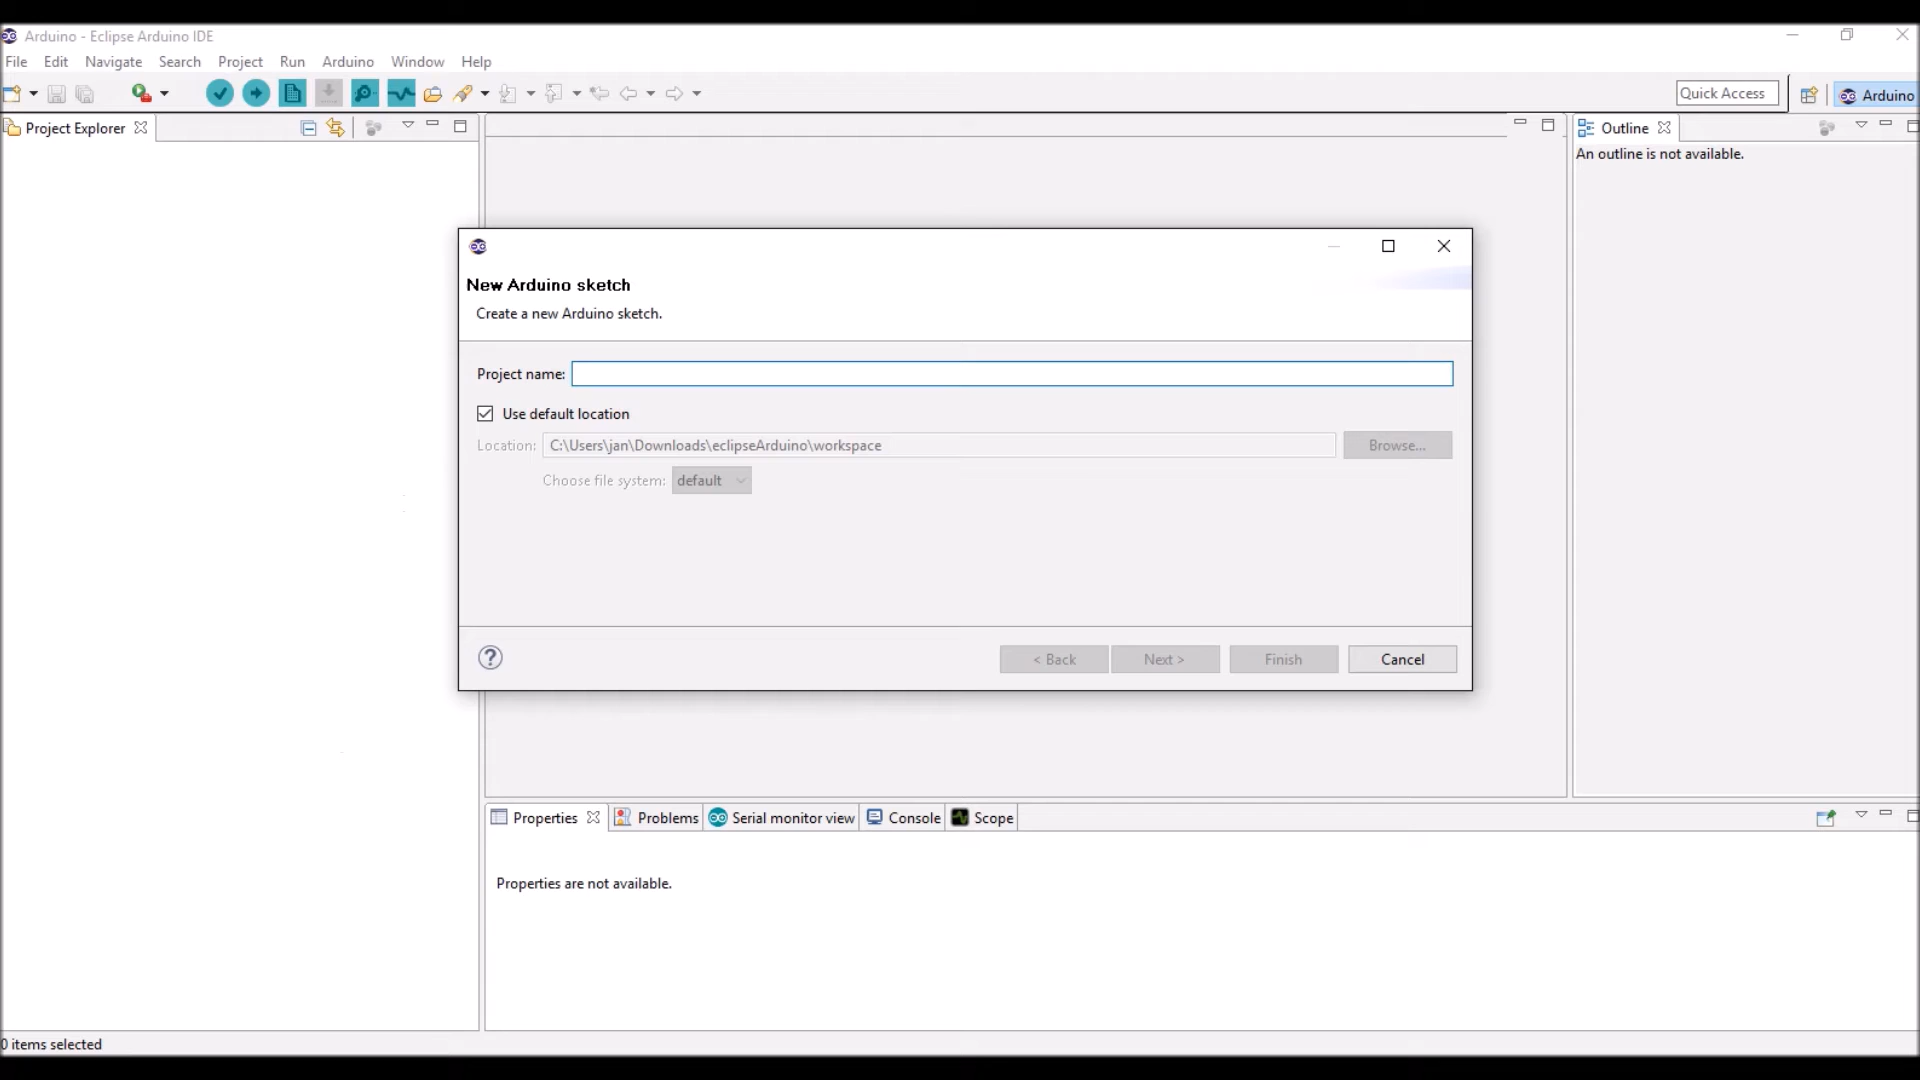 Arduino - Eclipse Arduino IDE
File Edit Navigate Search Project Run Arduino Window Help
Quick Access
Arduino
Project Explorer
Outline
An outline is not available.
New Arduino sketch
Create a new Arduino sketch.
Project name:
Use default location
Location: C:\Users\jan\Downloads\eclipseArduino\workspace Browse...
Choose file system: default
? < Back Next > Finish Cancel
Properties Problems Serial monitor view Console Scope
Properties are not available.
0 items selected